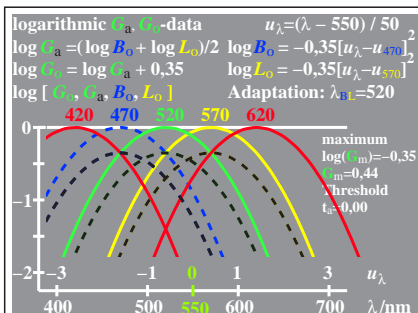 logarithmic Ga, Go-data uλ=(λ – 550) / 50
log Ga =(log Bo + log Lo)/2 log Bo = –0,35[uλ–u470]²
log Go = log Ga + 0,35 log Lo = –0,35[uλ–u570]²
log [ Go, Ga, Bo, Lo ] Adaptation: λBL=520
420 470 520 570 620
0
maximum
log(Gm)=–0,35
Gm=0,44
Threshold
ta=0,00
–1
–2
–3 –1 0 1 3 uλ
400 500 550 600 700 λ/nm